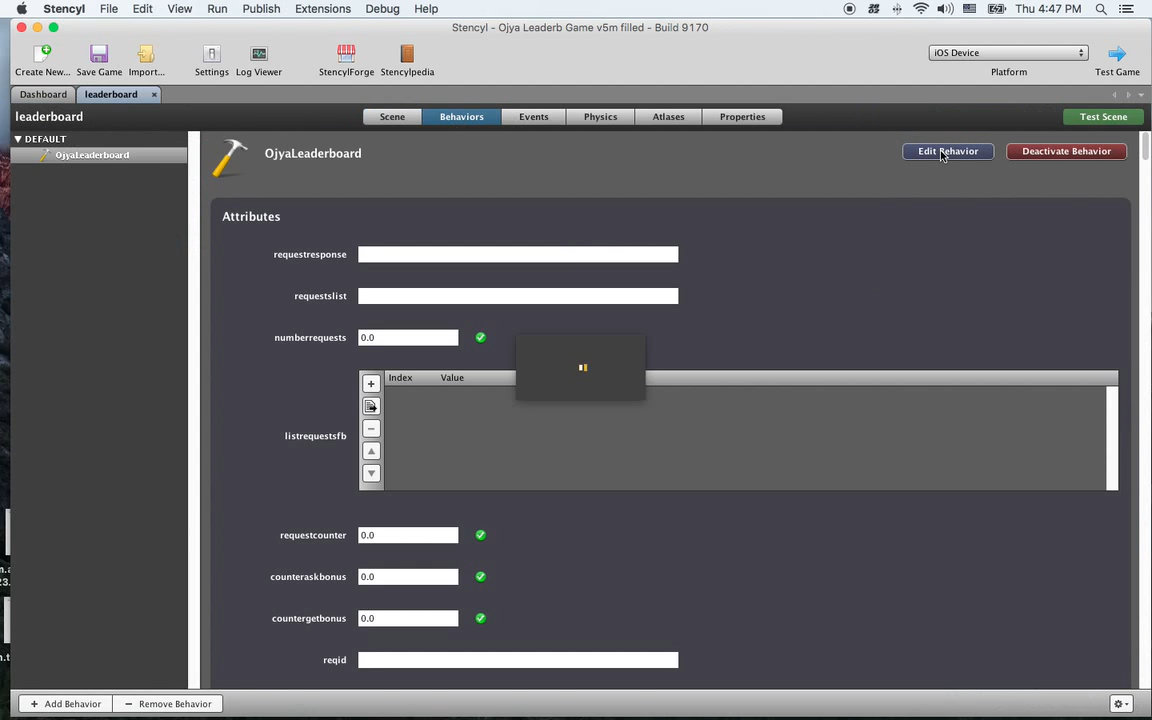 Stencyl File Edit View Run Publish Extensions Debug Help Thu 4:47 PM
Stencyl - Ojya Leaderb Game v5m filled - Build 9170
Create New... Save Game Import... Settings Log Viewer StencylForge Stencylpedia iOS Device Platform Test Game
Dashboard leaderboard
leaderboard Scene Behaviors Events Physics Atlases Properties Test Scene
DEFAULT
OjyaLeaderboard
OjyaLeaderboard Edit Behavior Deactivate Behavior
Attributes
requestresponse
requestslist
numberrequests 0.0
Index Value
listrequestsfb
requestcounter 0.0
counteraskbonus 0.0
countergetbonus 0.0
reqid
+ Add Behavior − Remove Behavior